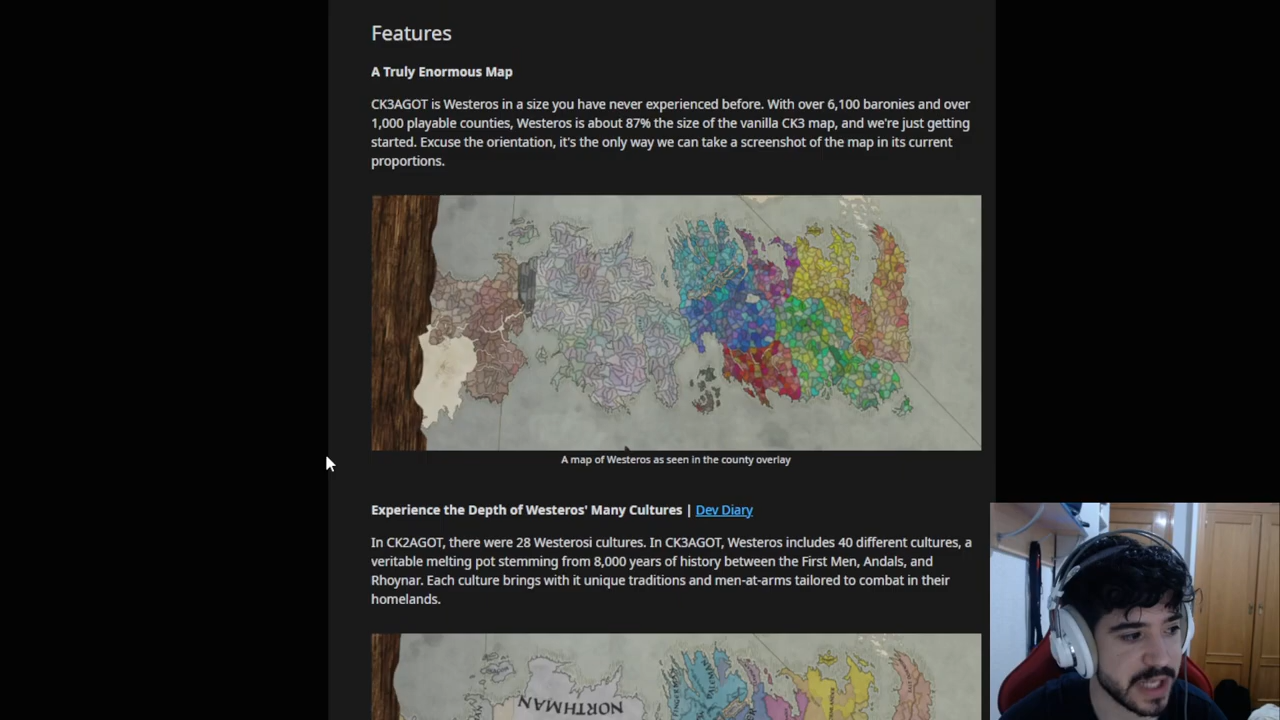 Features
A Truly Enormous Map
CK3AGOT is Westeros in a size you have never experienced before. With over 6,100 baronies and over
1,000 playable counties, Westeros is about 87% the size of the vanilla CK3 map, and we're just getting
started. Excuse the orientation, it's the only way we can take a screenshot of the map in its current
proportions.
A map of Westeros as seen in the county overlay
Experience the Depth of Westeros' Many Cultures | Dev Diary
In CK2AGOT, there were 28 Westerosi cultures. In CK3AGOT, Westeros includes 40 different cultures, a
veritable melting pot stemming from 8,000 years of history between the First Men, Andals, and
Rhoynar. Each culture brings with it unique traditions and men-at-arms tailored to combat in their
homelands.
NORTHMAN